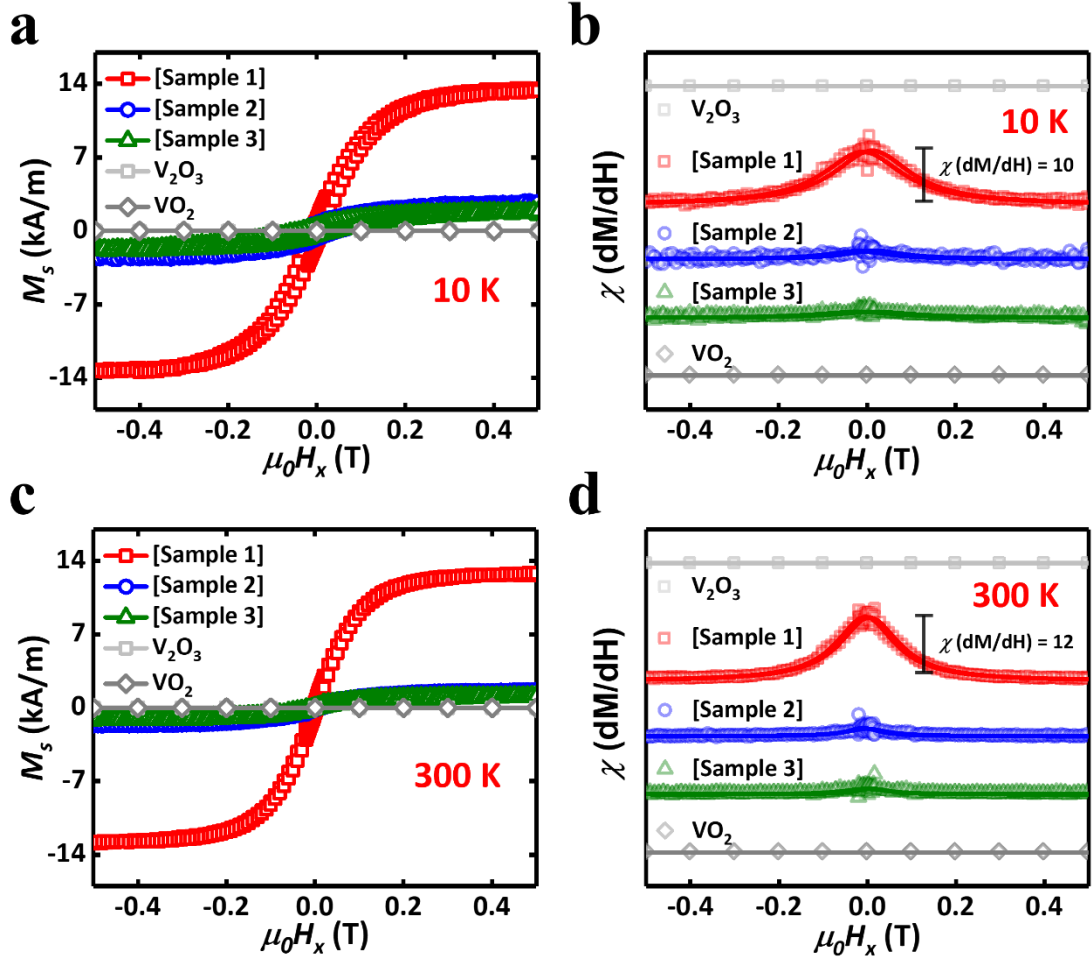 a
14
7
0
-7
-14
Mₛ (kA/m)
[Sample 1]
[Sample 2]
[Sample 3]
V₂O₃
VO₂
10 K
-0.4 -0.2 0.0 0.2 0.4
μ₀Hₓ (T)
b
χ (dM/dH)
V₂O₃
10 K
[Sample 1]
χ (dM/dH) = 10
[Sample 2]
[Sample 3]
VO₂
-0.4 -0.2 0.0 0.2 0.4
μ₀Hₓ (T)
c
14
7
0
-7
-14
Mₛ (kA/m)
[Sample 1]
[Sample 2]
[Sample 3]
V₂O₃
VO₂
300 K
-0.4 -0.2 0.0 0.2 0.4
μ₀Hₓ (T)
d
χ (dM/dH)
V₂O₃
300 K
[Sample 1]
χ (dM/dH) = 12
[Sample 2]
[Sample 3]
VO₂
-0.4 -0.2 0.0 0.2 0.4
μ₀Hₓ (T)